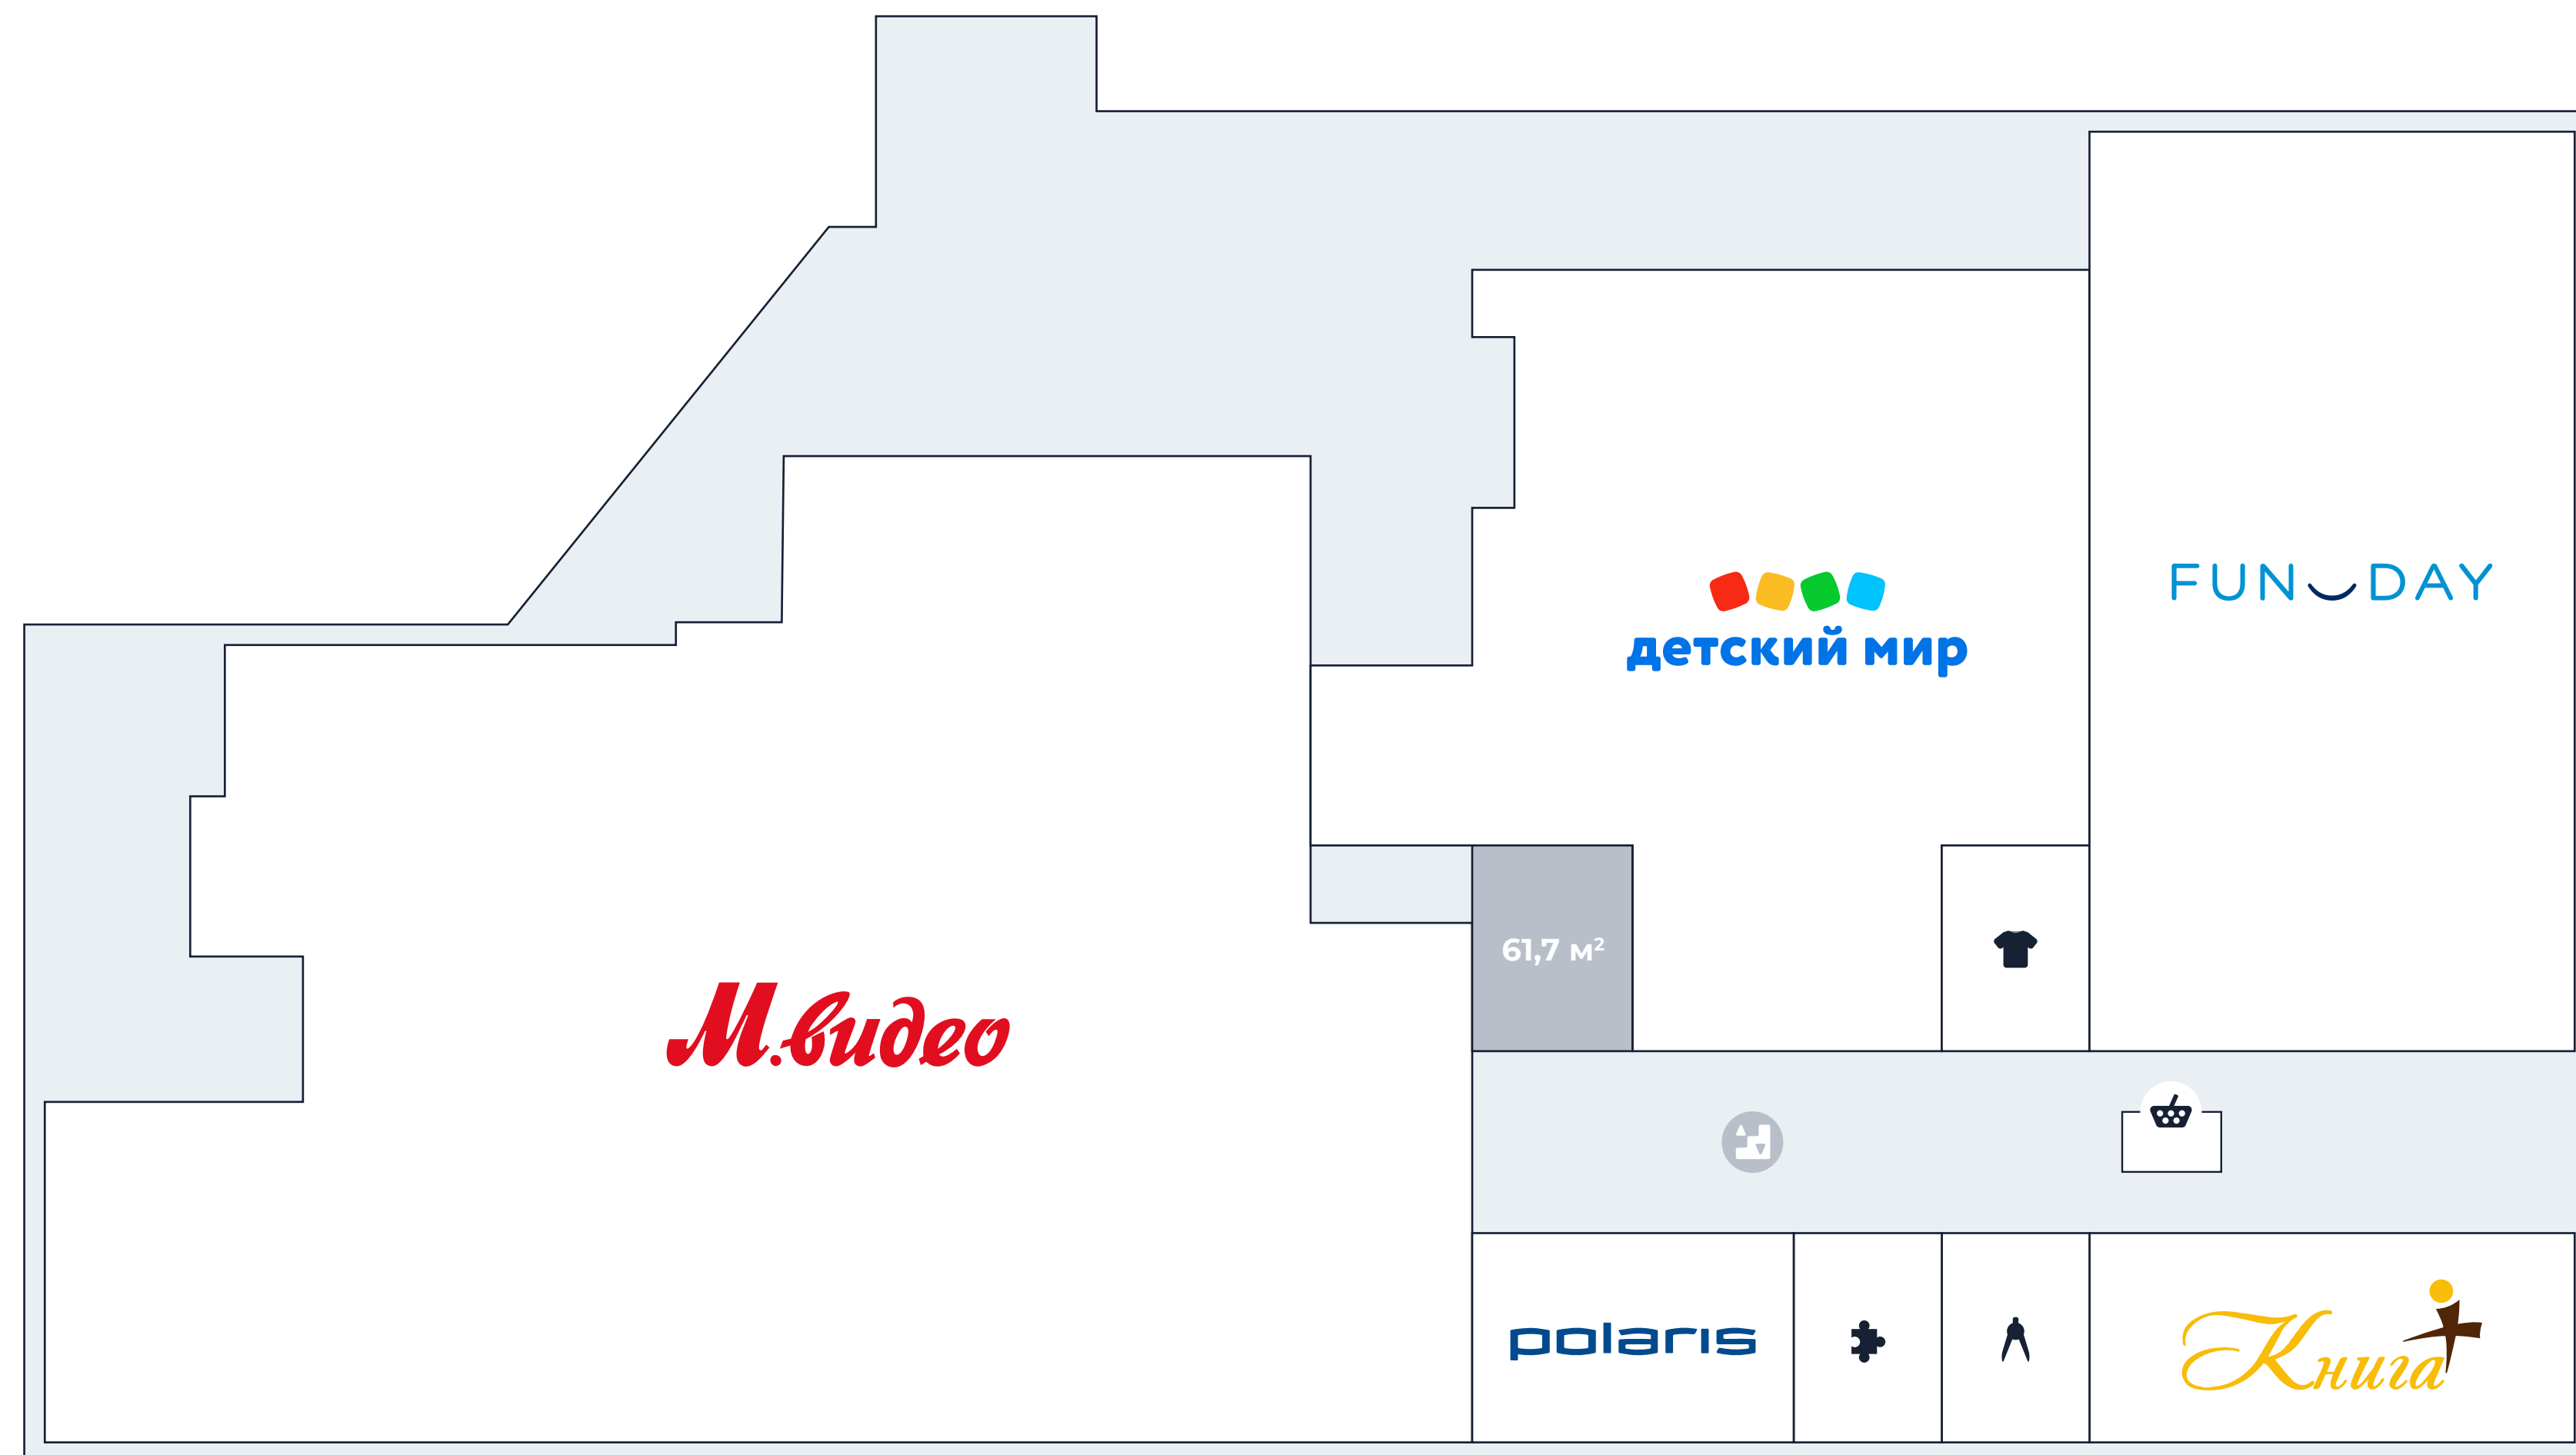 FUN DAY
детский мир
61,7 м²
М.видео
polaris
Книга